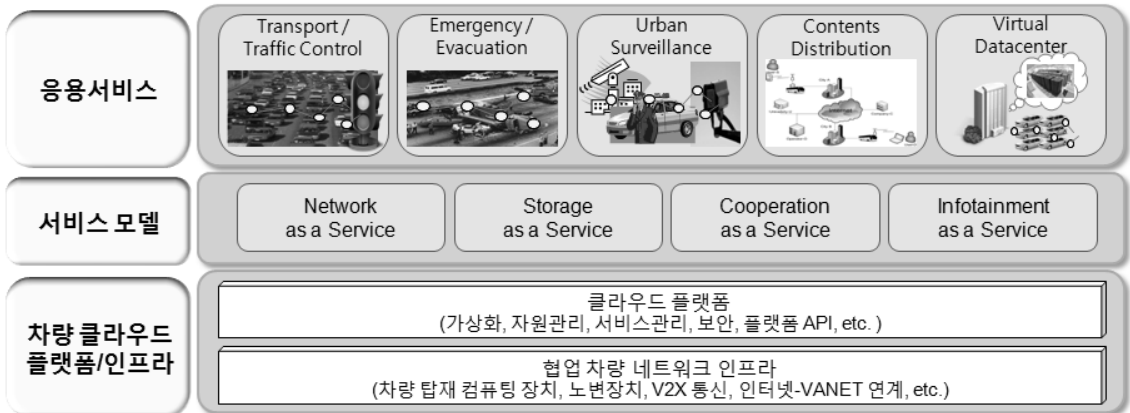 응용서비스
Transport /
Traffic Control
Emergency /
Evacuation
Urban
Surveillance
Contents
Distribution
Virtual
Datacenter
서비스 모델
Network
as a Service
Storage
as a Service
Cooperation
as a Service
Infotainment
as a Service
차량 클라우드
플랫폼/인프라
클라우드 플랫폼
(가상화, 자원관리, 서비스관리, 보안, 플랫폼 API, etc. )
협업 차량 네트워크 인프라
(차량 탑재 컴퓨팅 장치, 노변장치, V2X 통신, 인터넷-VANET 연계, etc.)